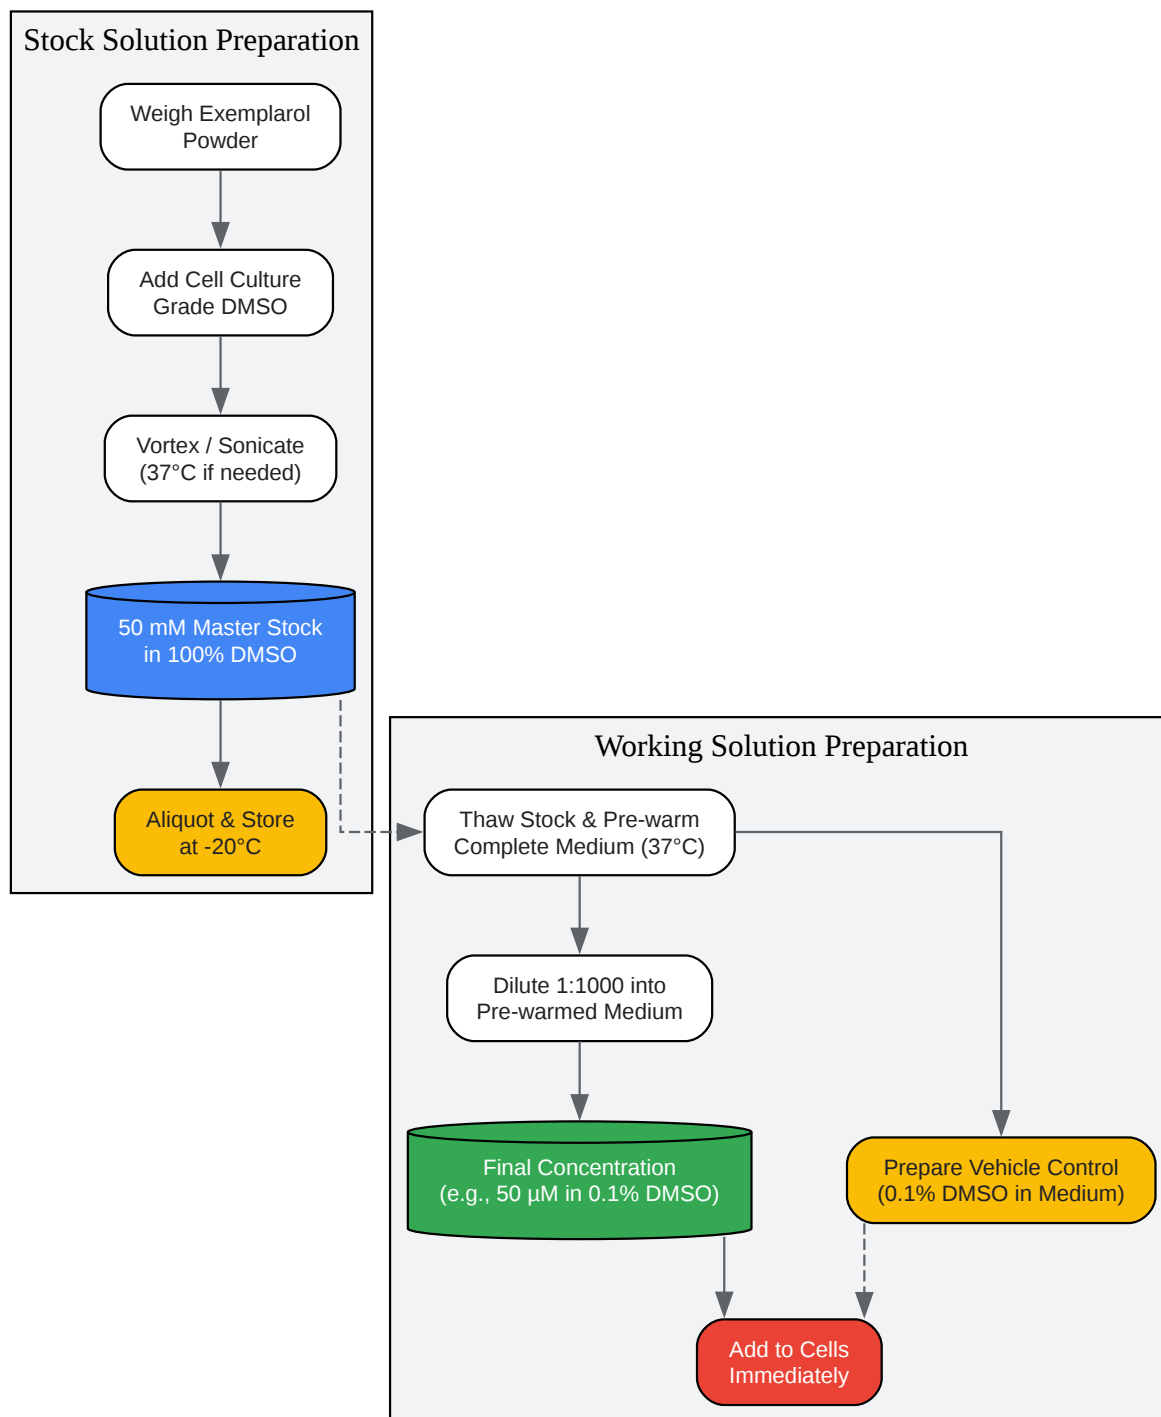 Stock Solution Preparation
Weigh Exemplarol
Powder
Add Cell Culture
Grade DMSO
Vortex / Sonicate
(37°C if needed)
50 mM Master Stock
in 100% DMSO
Aliquot & Store
at -20°C
Working Solution Preparation
Thaw Stock & Pre-warm
Complete Medium (37°C)
Dilute 1:1000 into
Pre-warmed Medium
Final Concentration
(e.g., 50 µM in 0.1% DMSO)
Prepare Vehicle Control
(0.1% DMSO in Medium)
Add to Cells
Immediately